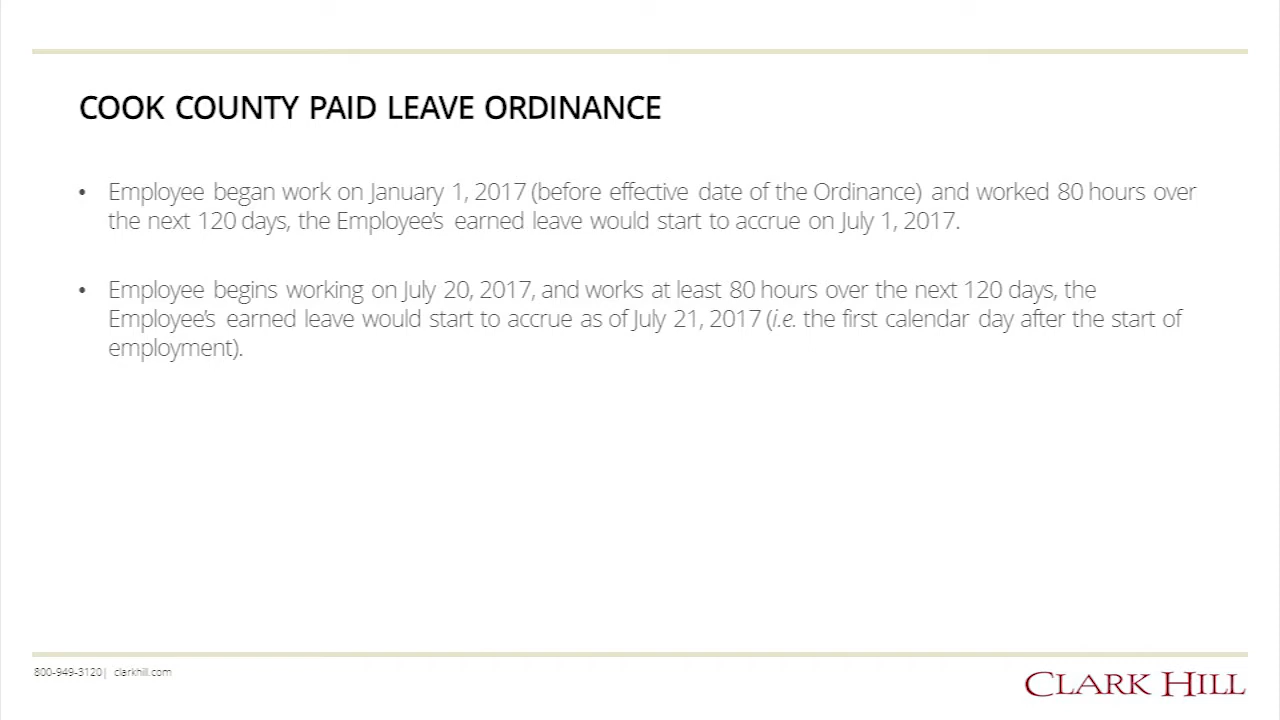 COOK COUNTY PAID LEAVE ORDINANCE
• Employee began work on January 1, 2017 (before effective date of the Ordinance) and worked 80 hours over
the next 120 days, the Employee's earned leave would start to accrue on July 1, 2017.
• Employee begins working on July 20, 2017, and works at least 80 hours over the next 120 days, the
Employee's earned leave would start to accrue as of July 21, 2017 (i.e. the first calendar day after the start of
employment).
800-949-3120| clarkhill.com
CLARK HILL